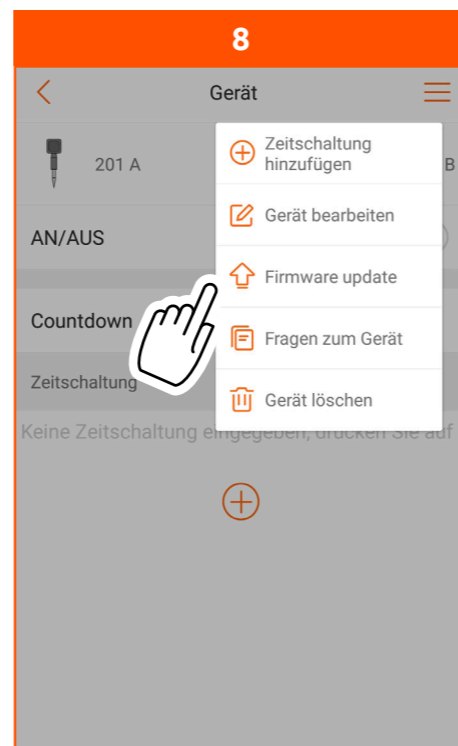 8
Gerät
201 A
B
Zeitschaltung
hinzufügen
Gerät bearbeiten
AN/AUS
Firmware update
Countdown
Fragen zum Gerät
Zeitschaltung
Gerät löschen
Keine Zeitschaltung eingegeben, drücken Sie auf